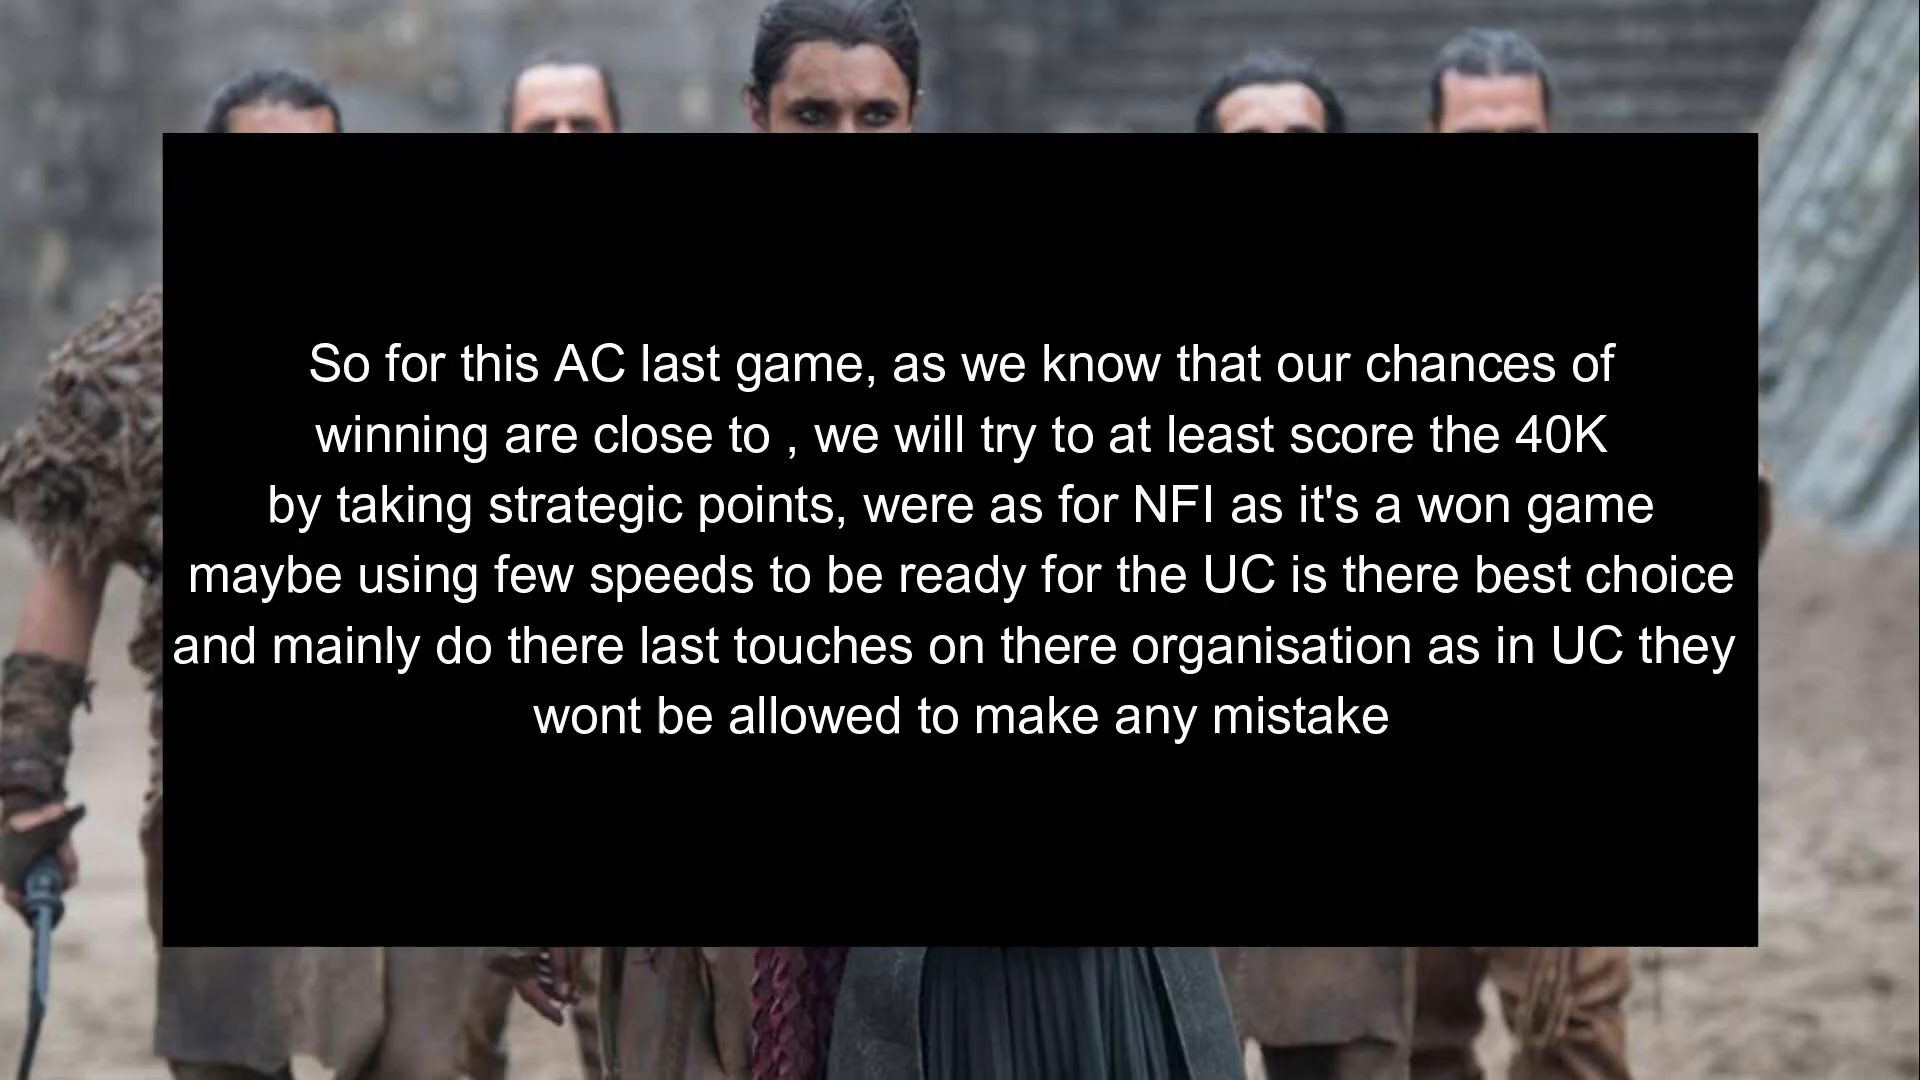 So for this AC last game, as we know that our chances of
winning are close to , we will try to at least score the 40K
by taking strategic points, were as for NFI as it's a won game
maybe using few speeds to be ready for the UC is there best choice
and mainly do there last touches on there organisation as in UC they
wont be allowed to make any mistake